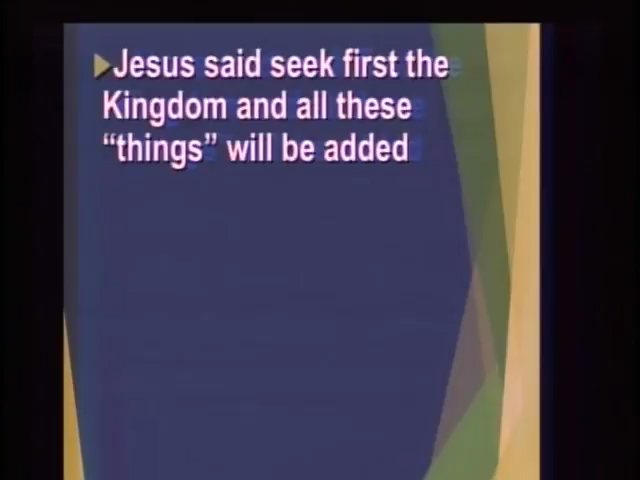 Jesus said seek first the
Kingdom and all these
“things” will be added